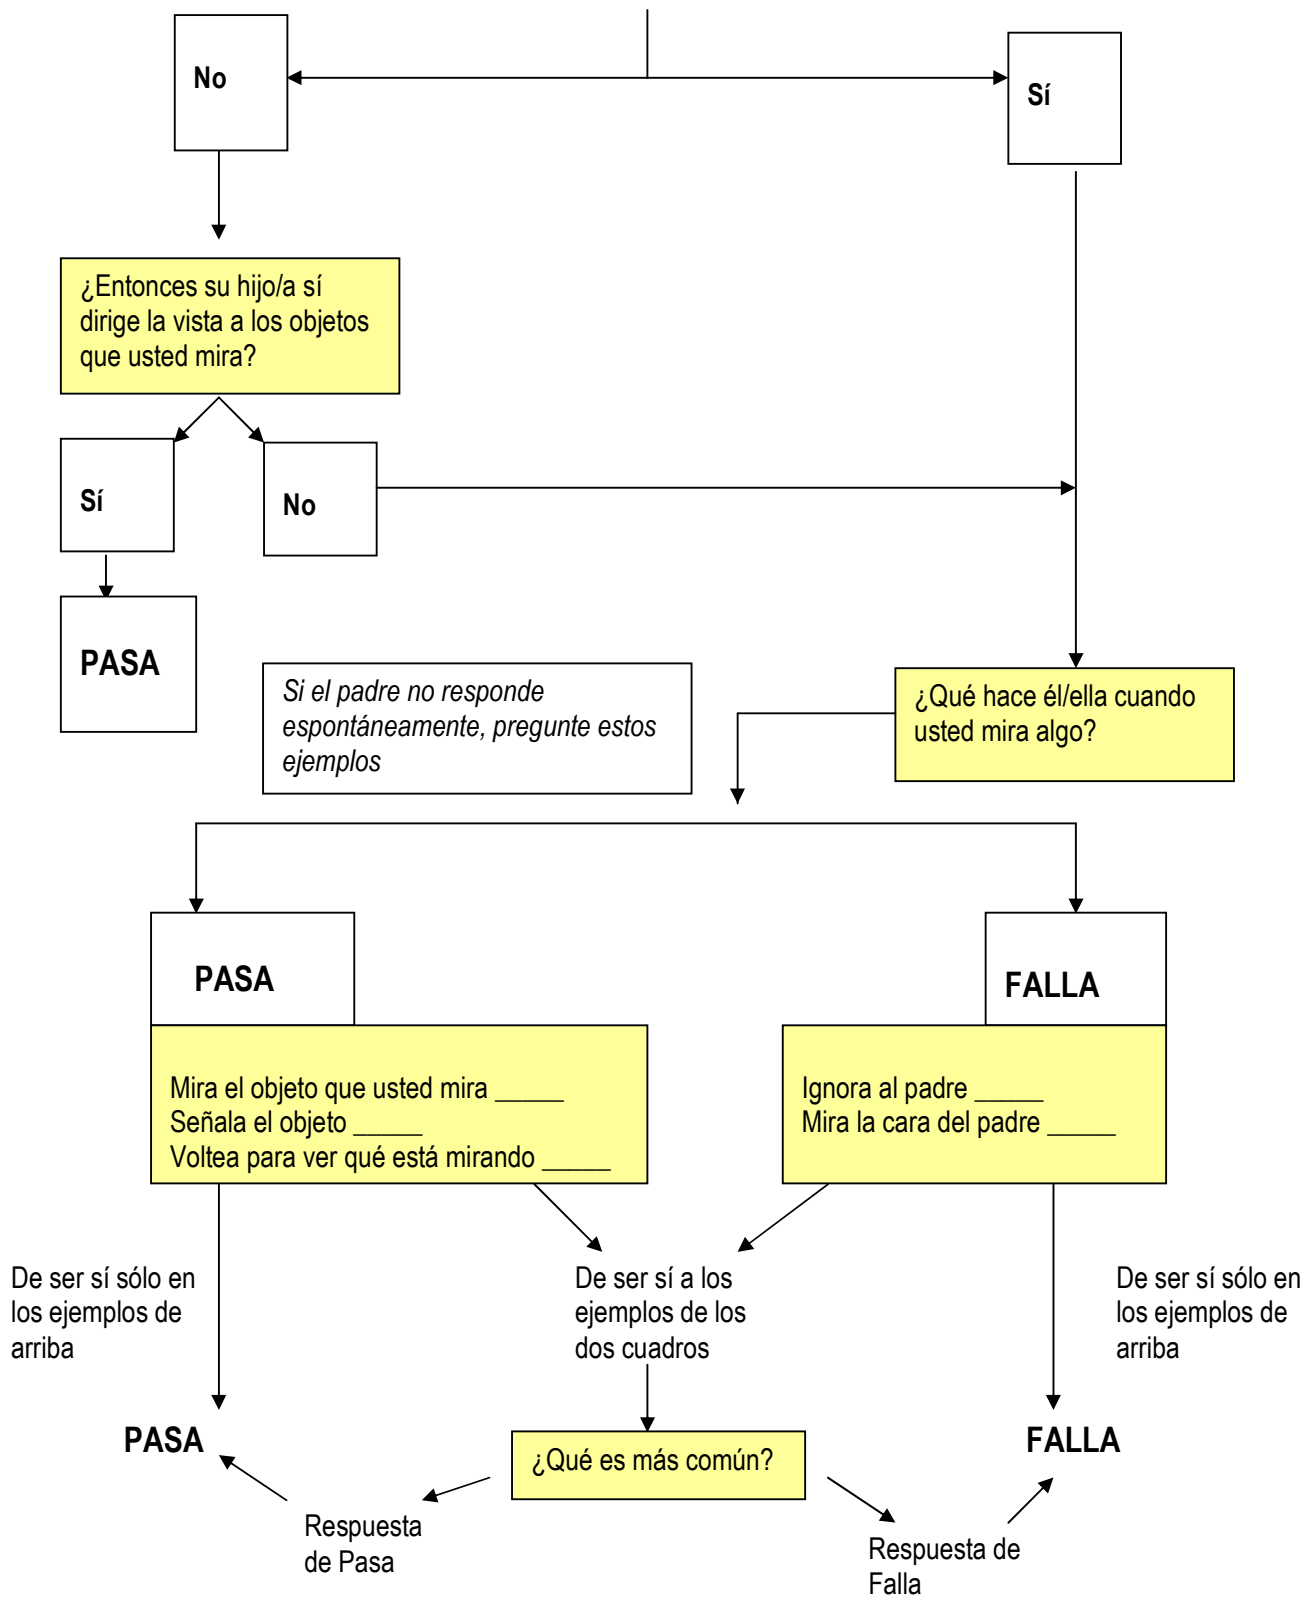 No
Sí
¿Entonces su hijo/a sí
dirige la vista a los objetos
que usted mira?
Sí
No
PASA
Si el padre no responde
espontáneamente, pregunte estos
ejemplos
¿Qué hace él/ella cuando
usted mira algo?
PASA
FALLA
Mira el objeto que usted mira _____
Señala el objeto _____
Voltea para ver qué está mirando _____
Ignora al padre _____
Mira la cara del padre _____
De ser sí sólo en
los ejemplos de
arriba
De ser sí a los
ejemplos de los
dos cuadros
De ser sí sólo en
los ejemplos de
arriba
PASA
¿Qué es más común?
FALLA
Respuesta
de Pasa
Respuesta de
Falla